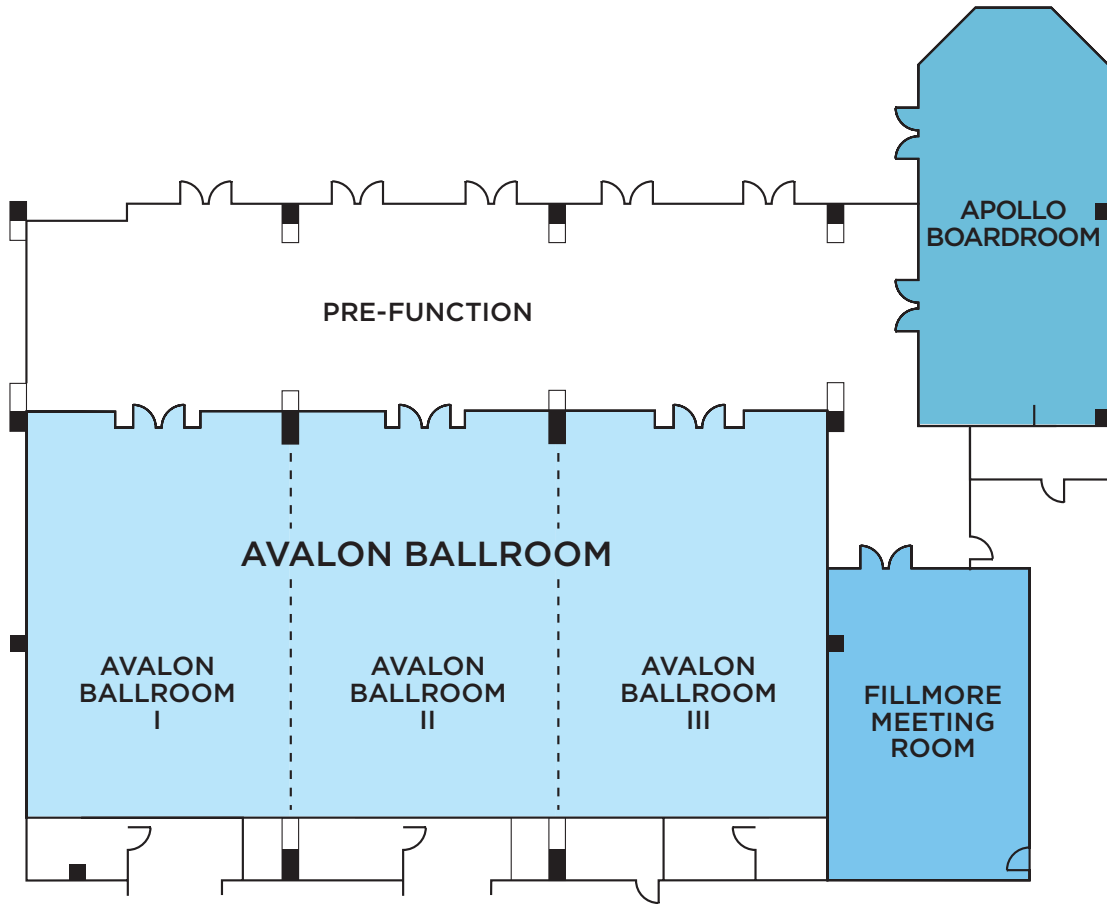 APOLLO
BOARDROOM
PRE-FUNCTION
AVALON BALLROOM
AVALON
BALLROOM
I
AVALON
BALLROOM
II
AVALON
BALLROOM
III
FILLMORE
MEETING
ROOM